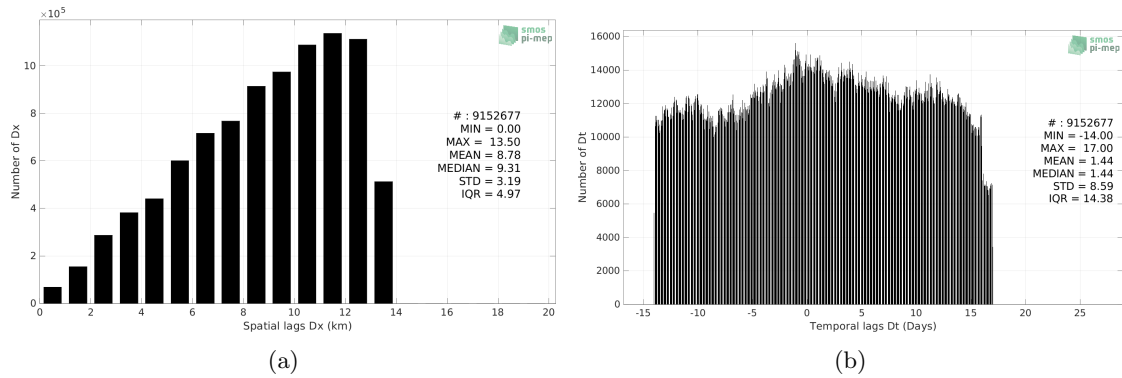 ×10⁵
Number of Dx
10
8
6
4
2
0
0 2 4 6 8 10 12 14 16 18 20
Spatial lags Dx (km)
smos
pi-mep
# : 9152677
MIN = 0.00
MAX = 13.50
MEAN = 8.78
MEDIAN = 9.31
STD = 3.19
IQR = 4.97
(a)
Number of Dt
16000
14000
12000
10000
8000
6000
4000
2000
0
-15 -10 -5 0 5 10 15 20 25
Temporal lags Dt (Days)
smos
pi-mep
# : 9152677
MIN = -14.00
MAX = 17.00
MEAN = 1.44
MEDIAN = 1.44
STD = 8.59
IQR = 14.38
(b)